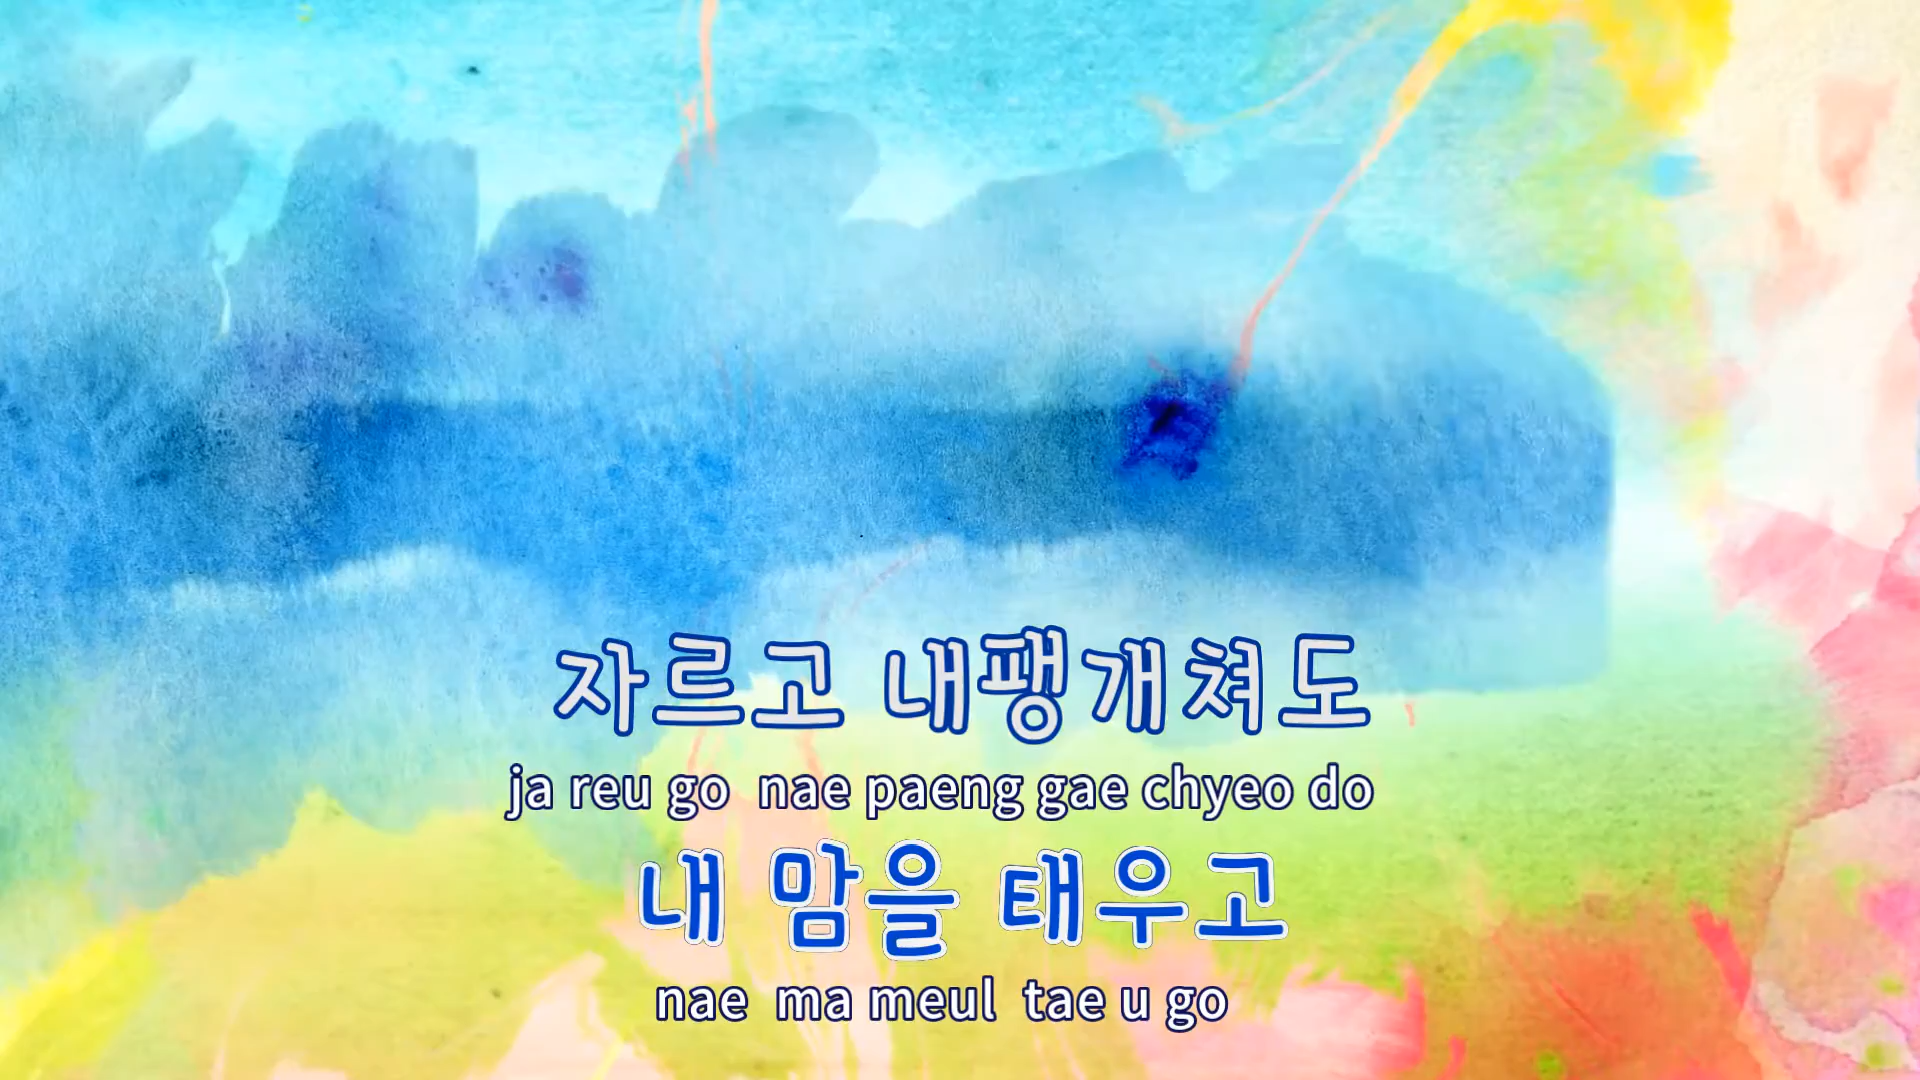 자르고 내팽개쳐도
ja reu go nae paeng gae chyeo do
내 맘을 태우고
nae ma meul tae u go